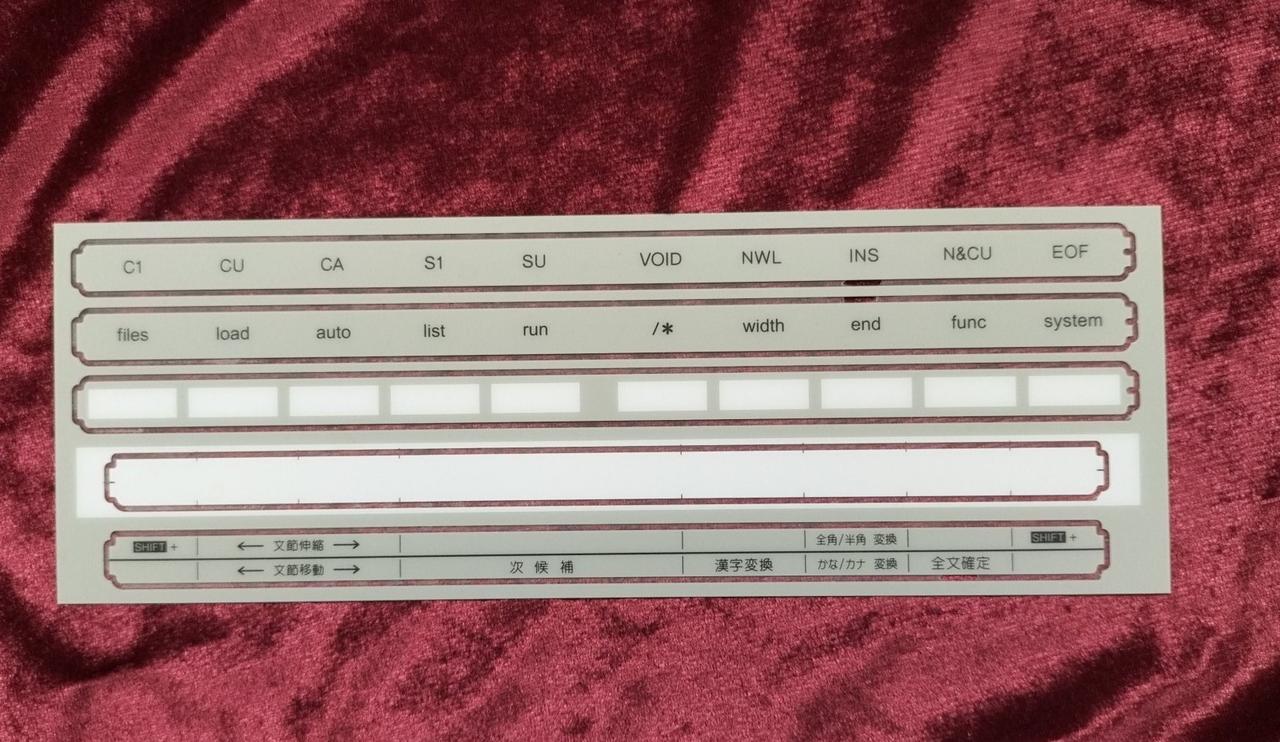 C1 CU CA S1 SU VOID NWL INS N&CU EOF
files load auto list run /* width end func system
SHIFT + ← 文節伸縮 → 全角/半角 変換 SHIFT +
← 文節移動 → 次候補 漢字変換 かな/カナ 変換 全文確定